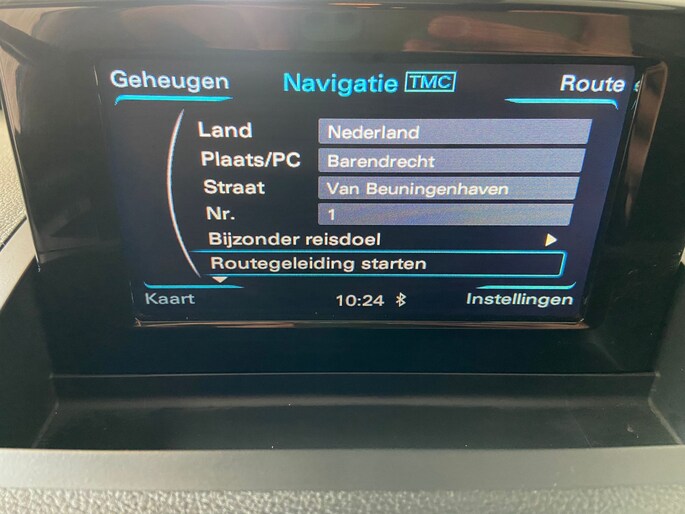 Geheugen Navigatie TMC Route
Land Nederland
Plaats/PC Barendrecht
Straat Van Beuningenhaven
Nr. 1
Bijzonder reisdoel
Routegeleiding starten
Kaart 10:24 Instellingen